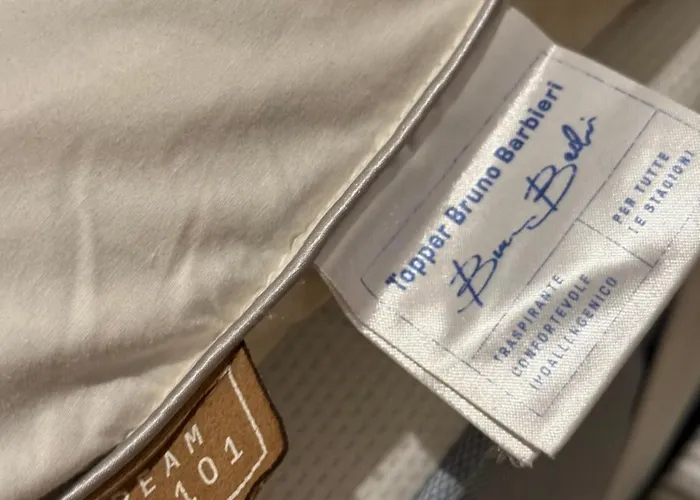 Topper Bruno Barbieri
Bruno Barbieri
TRASPIRANTE
CONFORTEVOLE
IPOALLERGENICO
PER TUTTE
LE STAGIONI
EAM
101